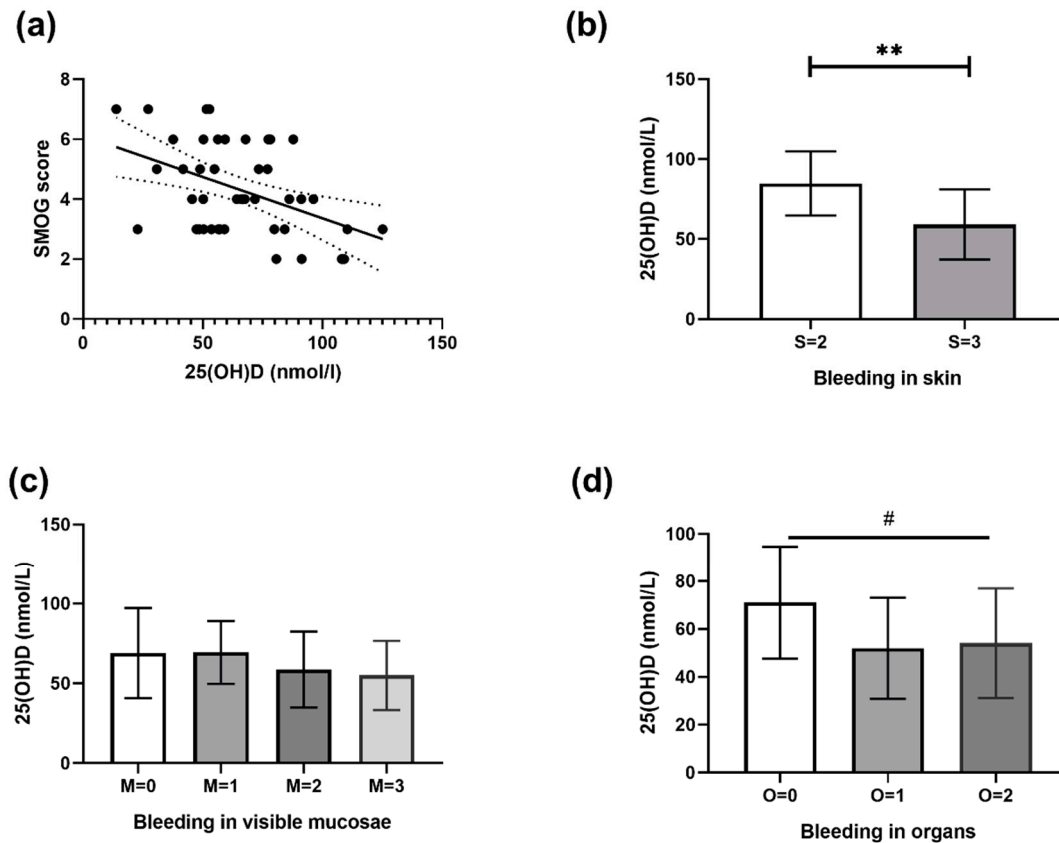 (a)
8
6
4
2
0
SMOG score
0 50 100 150
25(OH)D (nmol/l)
(b)
**
150
100
50
0
25(OH)D (nmol/L)
S=2 S=3
Bleeding in skin
(c)
150
100
50
0
25(OH)D (nmol/L)
M=0 M=1 M=2 M=3
Bleeding in visible mucosae
(d)
#
100
80
60
40
20
0
25(OH)D (nmol/L)
O=0 O=1 O=2
Bleeding in organs